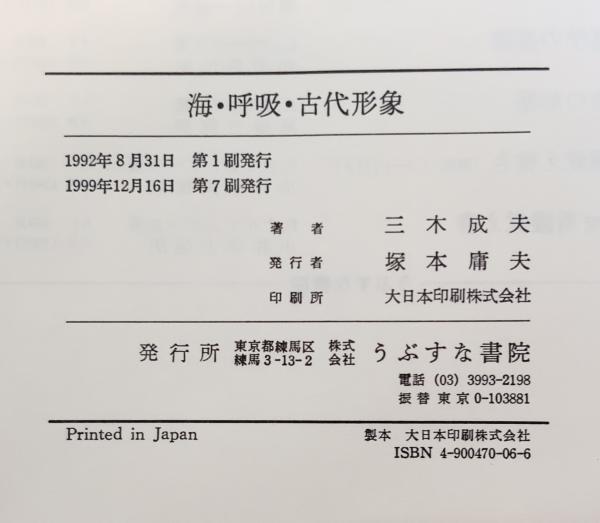 海・呼吸・古代形象
1992年8月31日 第1刷発行
1999年12月16日 第7刷発行
著者 三木成夫
発行者 塚本庸夫
印刷所 大日本印刷株式会社
発行所 東京都練馬区練馬3-13-2 株式会社 うぶすな書院
電話 (03) 3993-2198
振替 東京0-103881
Printed in Japan 製本 大日本印刷株式会社
ISBN 4-900470-06-6